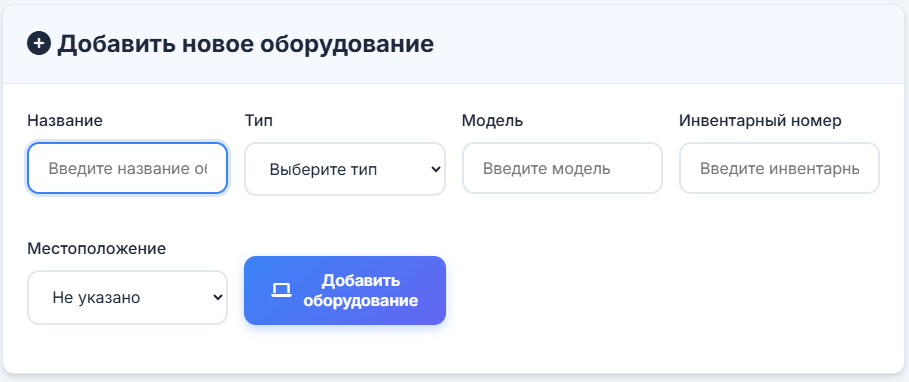 Добавить новое оборудование
Название
Тип
Модель
Инвентарный номер
Введите название об
Выберите тип
Введите модель
Введите инвентарнь
Местоположение
Не указано
Добавить
оборудование